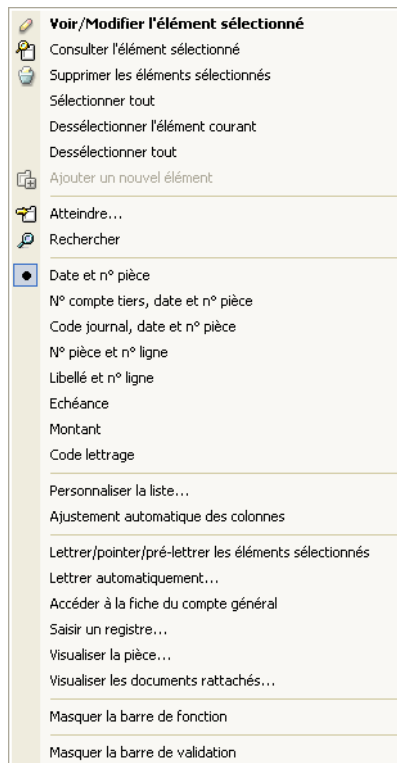 Voir/Modifier l'élément sélectionné
Consulter l'élément sélectionné
Supprimer les éléments sélectionnés
Sélectionner tout
Dessélectionner l'élément courant
Dessélectionner tout
Ajouter un nouvel élément
Atteindre...
Rechercher
Date et n° pièce
N° compte tiers, date et n° pièce
Code journal, date et n° pièce
N° pièce et n° ligne
Libellé et n° ligne
Echéance
Montant
Code lettrage
Personnaliser la liste...
Ajustement automatique des colonnes
Lettrer/pointer/pré-lettrer les éléments sélectionnés
Lettrer automatiquement...
Accéder à la fiche du compte général
Saisir un registre...
Visualiser la pièce...
Visualiser les documents rattachés...
Masquer la barre de fonction
Masquer la barre de validation